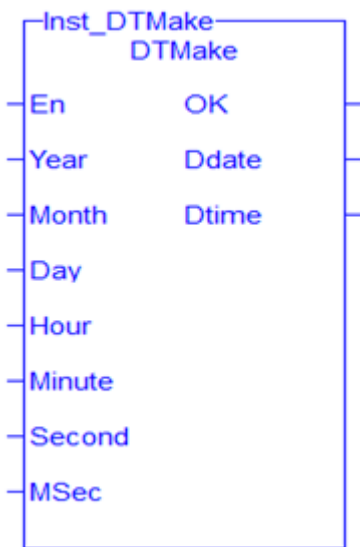 Inst_DTMake
DTMake
En OK
Year Ddate
Month Dtime
Day
Hour
Minute
Second
MSec